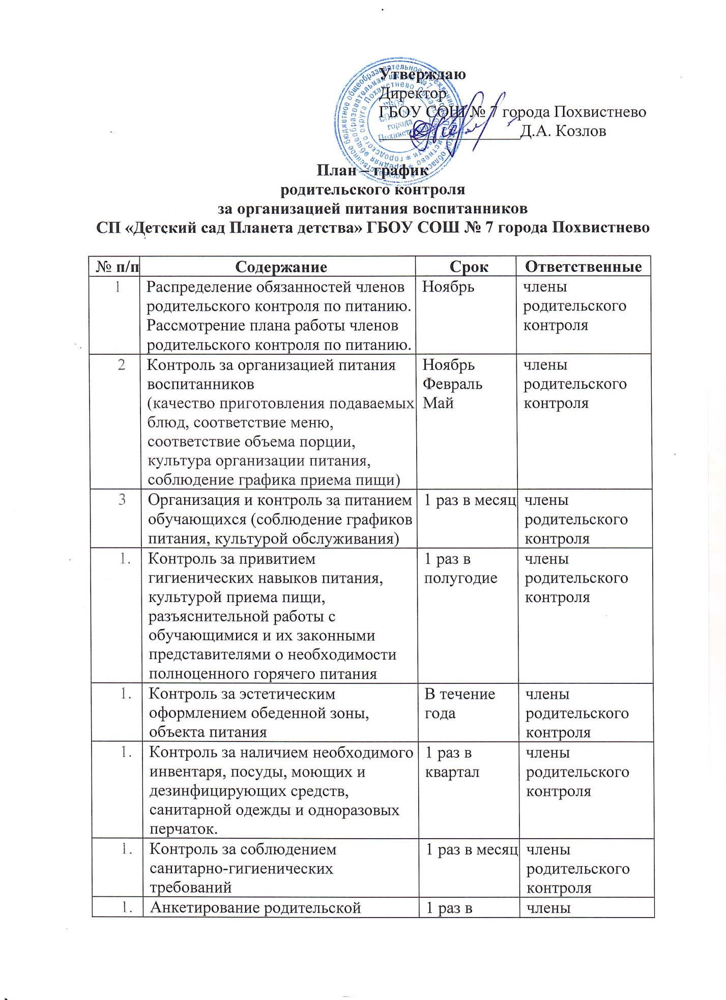 Утверждаю
Директор
ГБОУ СОШ № 7 города Похвистнево
Д.А. Козлов
ГБОУ
города
План – график
родительского контроля
за организацией питания воспитанников
СП «Детский сад Планета детства» ГБОУ СОШ № 7 города Похвистнево
№ п/п Содержание Срок Ответственные
1 Распределение обязанностей членов Ноябрь члены
родительского контроля по питанию. родительского
Рассмотрение плана работы членов контроля
родительского контроля по питанию.
2 Контроль за организацией питания Ноябрь члены
воспитанников Февраль родительского
(качество приготовления подаваемых Май контроля
блюд, соответствие меню,
соответствие объема порции,
культура организации питания,
соблюдение графика приема пищи)
3 Организация и контроль за питанием 1 раз в месяц члены
обучающихся (соблюдение графиков родительского
питания, культурой обслуживания) контроля
1. Контроль за привитием 1 раз в члены
гигиенических навыков питания, полугодие родительского
культурой приема пищи, контроля
разъяснительной работы с
обучающимися и их законными
представителями о необходимости
полноценного горячего питания
1. Контроль за эстетическим В течение члены
оформлением обеденной зоны, года родительского
объекта питания контроля
1. Контроль за наличием необходимого 1 раз в члены
инвентаря, посуды, моющих и квартал родительского
дезинфицирующих средств, контроля
санитарной одежды и одноразовых
перчаток.
1. Контроль за соблюдением 1 раз в месяц члены
санитарно-гигиенических родительского
требований контроля
1. Анкетирование родительской 1 раз в члены